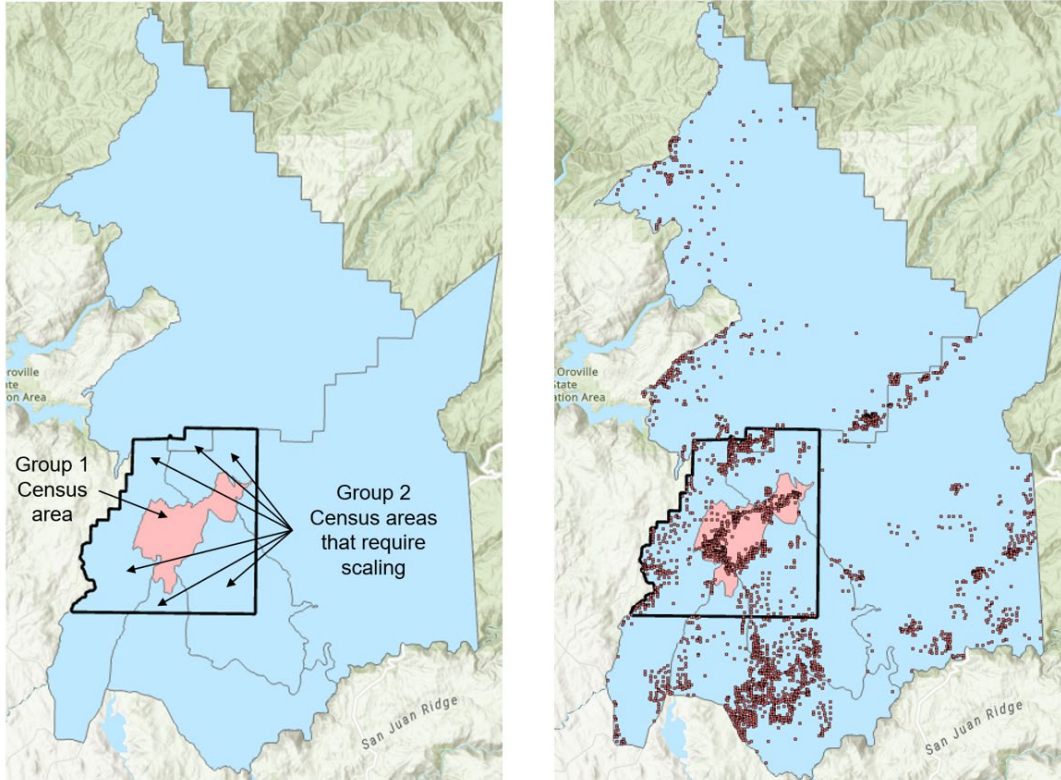 Oroville
State
ation Area
Group 1
Census
area
Group 2
Census areas
that require
scaling
San Juan Ridge
Oroville
State
ation Area
San Juan Ridge